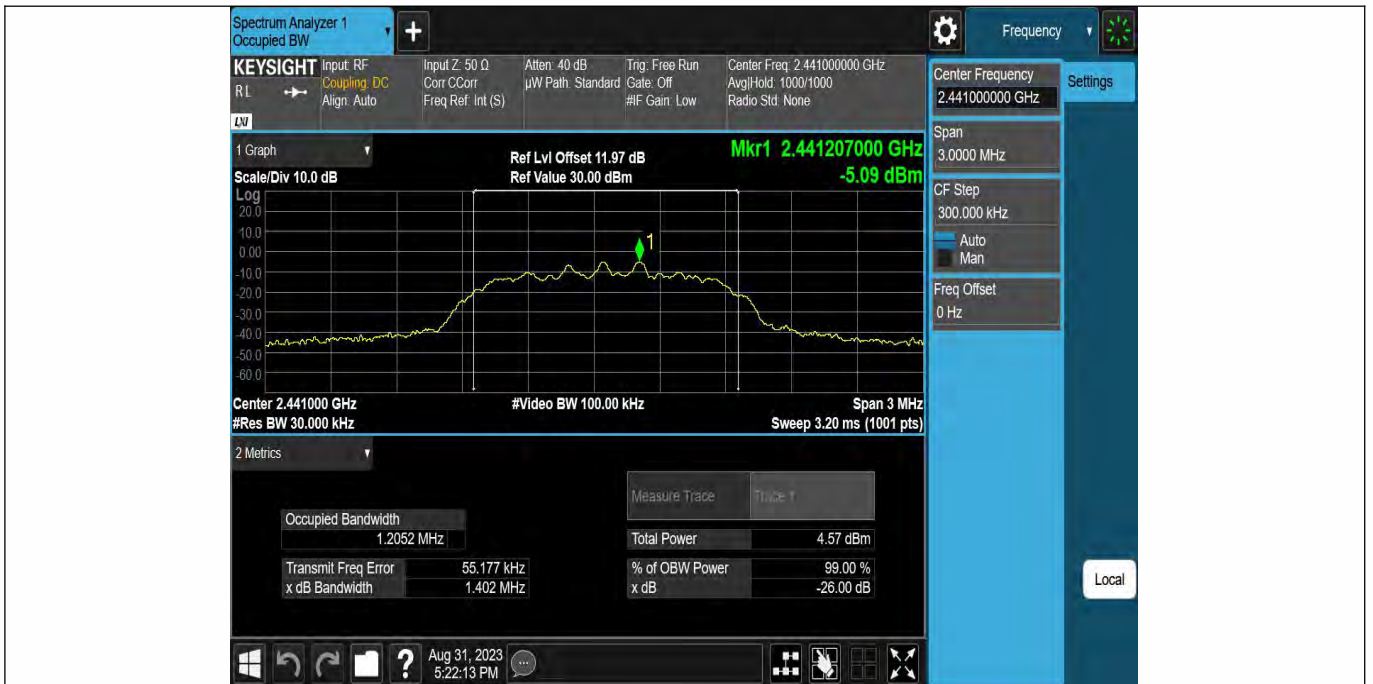 Spectrum Analyzer 1
Occupied BW
Frequency
KEYSIGHT
RL
LXI
Input: RF
Coupling: DC
Align: Auto
Input Z: 50 Ω
Corr CCorr
Freq Ref: Int (S)
Atten: 40 dB
µW Path: Standard
Trig: Free Run
Gate: Off
#IF Gain: Low
Center Freq: 2.441000000 GHz
Avg|Hold: 1000/1000
Radio Std: None
Center Frequency
2.441000000 GHz
Settings
Span
3.0000 MHz
CF Step
300.000 kHz
Auto
Man
Freq Offset
0 Hz
Local
1 Graph
Scale/Div 10.0 dB
Ref Lvl Offset 11.97 dB
Ref Value 30.00 dBm
Mkr1 2.441207000 GHz
-5.09 dBm
Log
20.0
10.0
0.00
-10.0
-20.0
-30.0
-40.0
-50.0
-60.0
1
Center 2.441000 GHz
#Video BW 100.00 kHz
Span 3 MHz
#Res BW 30.000 kHz
Sweep 3.20 ms (1001 pts)
2 Metrics
Measure Trace
Trace 1
Occupied Bandwidth
1.2052 MHz
Total Power
4.57 dBm
Transmit Freq Error
55.177 kHz
% of OBW Power
99.00 %
x dB Bandwidth
1.402 MHz
x dB
-26.00 dB
Aug 31, 2023
5:22:13 PM